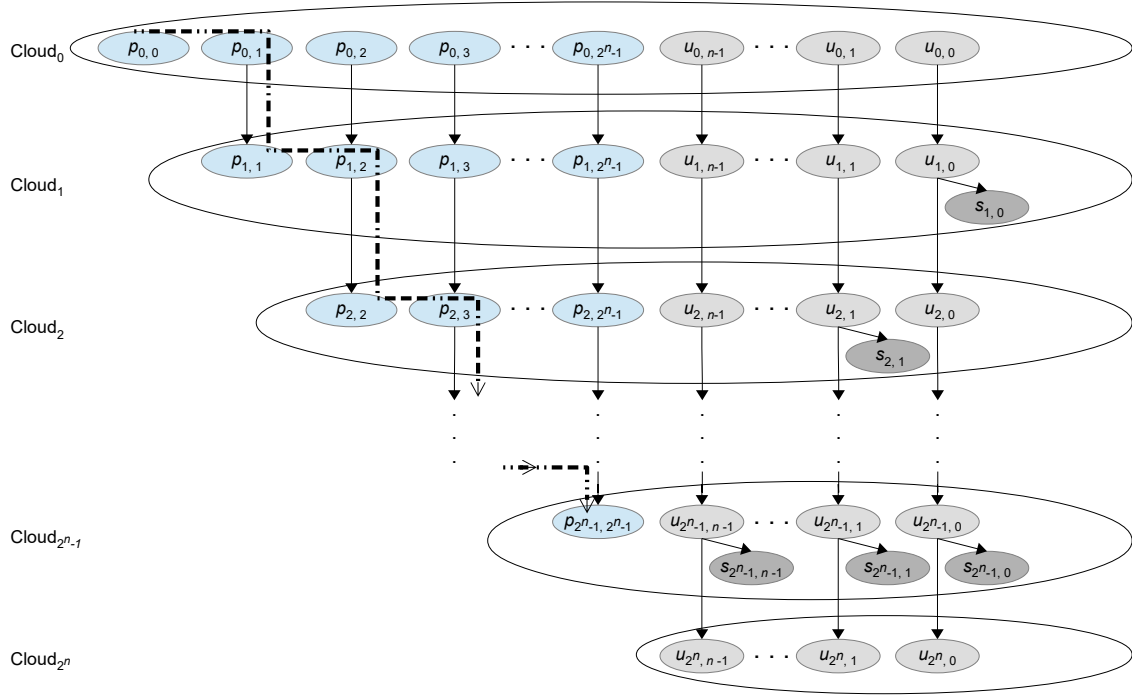 Cloud0 p0, 0 p0, 1 p0, 2 p0, 3 · · · p0, 2n-1 u0, n-1 · · · u0, 1 u0, 0
Cloud1 p1, 1 p1, 2 p1, 3 · · · p1, 2n-1 u1, n-1 · · · u1, 1 u1, 0
s1, 0
Cloud2 p2, 2 p2, 3 · · · p2, 2n-1 u2, n-1 · · · u2, 1 u2, 0
s2, 1
Cloud2n-1 p2n-1, 2n-1 u2n-1, n-1 · · · u2n-1, 1 u2n-1, 0
s2n-1, n-1 s2n-1, 1 s2n-1, 0
Cloud2n u2n, n-1 · · · u2n, 1 u2n, 0